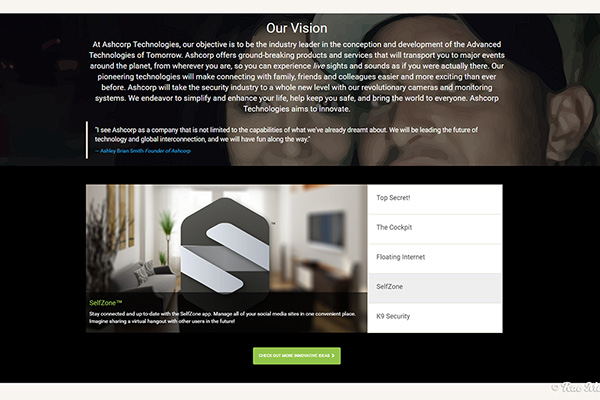 Our Vision
At Ashcorp Technologies, our objective is to be the industry leader in the conception and development of the Advanced
Technologies of Tomorrow. Ashcorp offers ground-breaking products and services that will transport you to major events
around the planet, from wherever you are, so you can experience live sights and sounds as if you were actually there. Our
pioneering technologies will make connecting with family, friends and colleagues easier and more exciting than ever
before. Ashcorp will take the security industry to a whole new level with our revolutionary cameras and monitoring
systems. We endeavor to simplify and enhance your life, help keep you safe, and bring the world to everyone. Ashcorp
Technologies aims to innovate.
"I see Ashcorp as a company that is not limited to the capabilities of what we've already dreamt about. We will be leading the future of
technology and global interconnection, and we will have fun along the way."
– Ashley Brian Smith Founder of Ashcorp
Top Secret!
The Cockpit
Floating Internet
SelfZone
K9 Security
™
SelfZone™
Stay connected and up-to-date with the SelfZone app. Manage all of your social media sites in one convenient place.
Imagine sharing a virtual hangout with other users in the future!
CHECK OUT MORE INNOVATIVE IDEAS
©